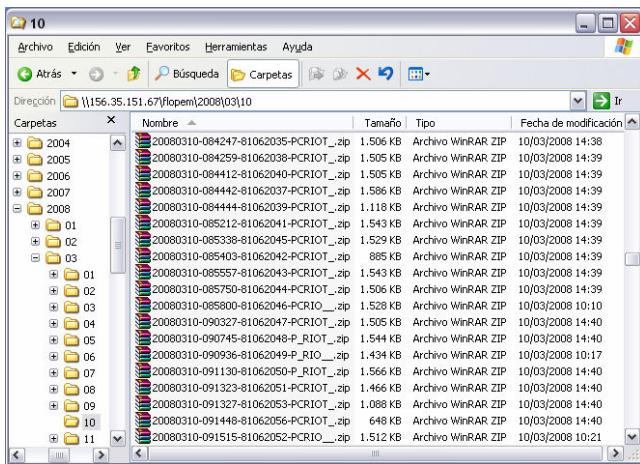 10
Archivo Edición Ver Favoritos Herramientas Ayuda
Atrás Búsqueda Carpetas
Dirección \\156.35.151.67\flopem\2008\03\10 Ir
Carpetas
2004
2005
2006
2007
2008
01
02
03
01
02
03
04
05
06
07
08
09
10
11
Nombre Tamaño Tipo Fecha de modificación
20080310-084247-81062035-PCRIOT_.zip 1.506 KB Archivo WinRAR ZIP 10/03/2008 14:38
20080310-084259-81062038-PCRIOT_.zip 1.505 KB Archivo WinRAR ZIP 10/03/2008 14:39
20080310-084412-81062040-PCRIOT_.zip 1.505 KB Archivo WinRAR ZIP 10/03/2008 14:39
20080310-084442-81062037-PCRIOT_.zip 1.586 KB Archivo WinRAR ZIP 10/03/2008 14:39
20080310-084444-81062039-PCRIOT_.zip 1.118 KB Archivo WinRAR ZIP 10/03/2008 14:39
20080310-085212-81062041-PCRIOT_.zip 1.543 KB Archivo WinRAR ZIP 10/03/2008 14:39
20080310-085338-81062045-PCRIOT_.zip 1.529 KB Archivo WinRAR ZIP 10/03/2008 14:39
20080310-085403-81062042-PCRIOT_.zip 885 KB Archivo WinRAR ZIP 10/03/2008 14:39
20080310-085557-81062043-PCRIOT_.zip 1.543 KB Archivo WinRAR ZIP 10/03/2008 14:39
20080310-085750-81062044-PCRIOT_.zip 1.506 KB Archivo WinRAR ZIP 10/03/2008 14:39
20080310-085800-81062046-PCRIO__.zip 1.528 KB Archivo WinRAR ZIP 10/03/2008 10:10
20080310-090327-81062047-PCRIOT_.zip 1.505 KB Archivo WinRAR ZIP 10/03/2008 14:40
20080310-090745-81062048-P_RIOT_.zip 1.544 KB Archivo WinRAR ZIP 10/03/2008 14:40
20080310-090936-81062049-P_RIO__.zip 1.434 KB Archivo WinRAR ZIP 10/03/2008 10:17
20080310-091130-81062050-P_RIOT_.zip 1.566 KB Archivo WinRAR ZIP 10/03/2008 14:40
20080310-091323-81062051-PCRIOT_.zip 1.466 KB Archivo WinRAR ZIP 10/03/2008 14:40
20080310-091327-81062053-PCRIOT_.zip 1.088 KB Archivo WinRAR ZIP 10/03/2008 14:40
20080310-091448-81062056-PCRIOT_.zip 648 KB Archivo WinRAR ZIP 10/03/2008 14:40
20080310-091515-81062052-PCRIO__.zip 1.512 KB Archivo WinRAR ZIP 10/03/2008 10:21